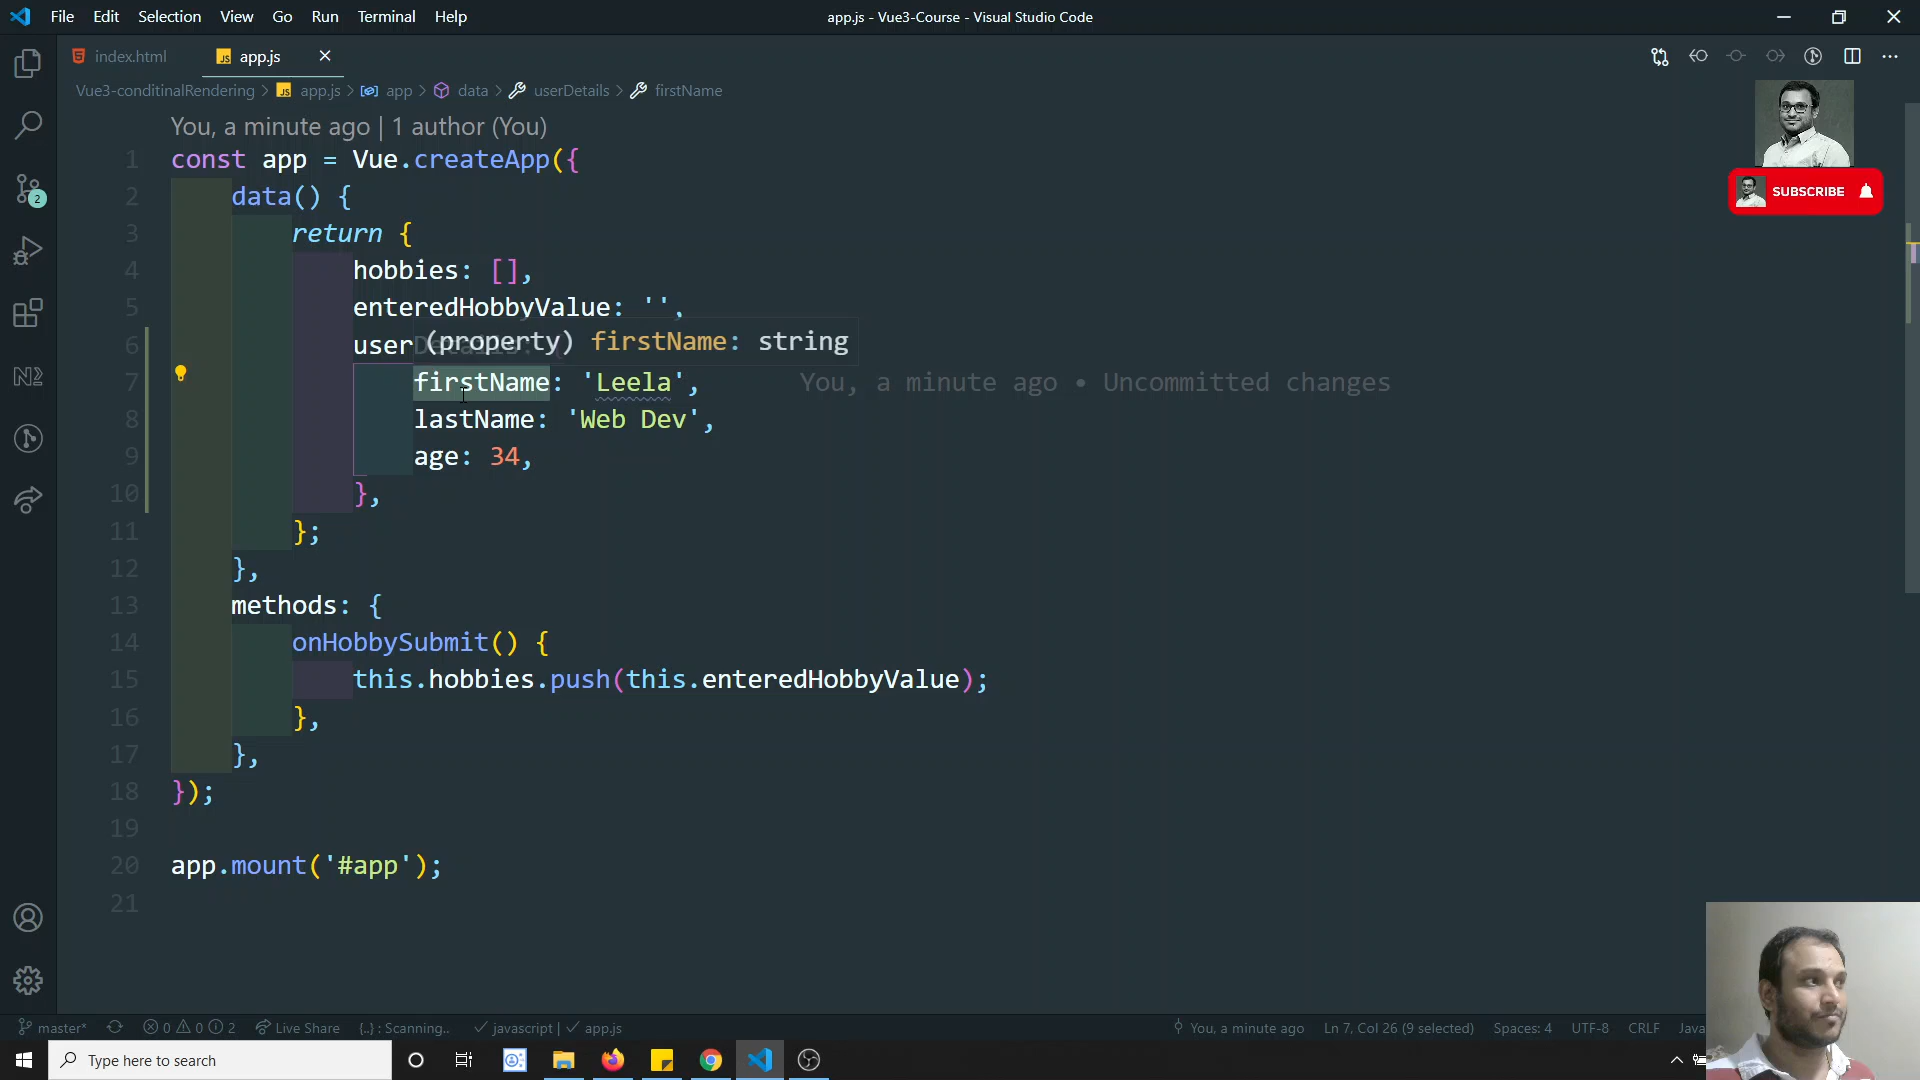 File Edit Selection View Go Run Terminal Help
app.js - Vue3-Course - Visual Studio Code
index.html
app.js
Vue3-conditinalRendering > app.js > app > data > userDetails > firstName
SUBSCRIBE
You, a minute ago | 1 author (You)
1 const app = Vue.createApp({
2 data() {
3 return {
4 hobbies: [],
5 enteredHobbyValue: '',
(property) firstName: string
6 userDetails: {
7 firstName: 'Leela', You, a minute ago • Uncommitted changes
8 lastName: 'Web Dev',
9 age: 34,
10 },
11 };
12 },
13 methods: {
14 onHobbySubmit() {
15 this.hobbies.push(this.enteredHobbyValue);
16 },
17 },
18 });
19
20 app.mount('#app');
21
2
master* 0 0 2 Live Share {..} : Scanning.. javascript | app.js You, a minute ago Ln 7, Col 26 (9 selected) Spaces: 4 UTF-8 CRLF Java
Type here to search